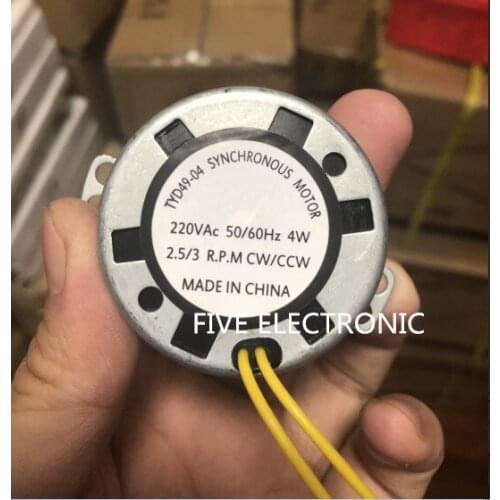 TYD49-04 SYNCHRONOUS MOTOR
220VAc 50/60Hz 4W
2.5/3 R.P.M CW/CCW
MADE IN CHINA
FIVE ELECTRONIC